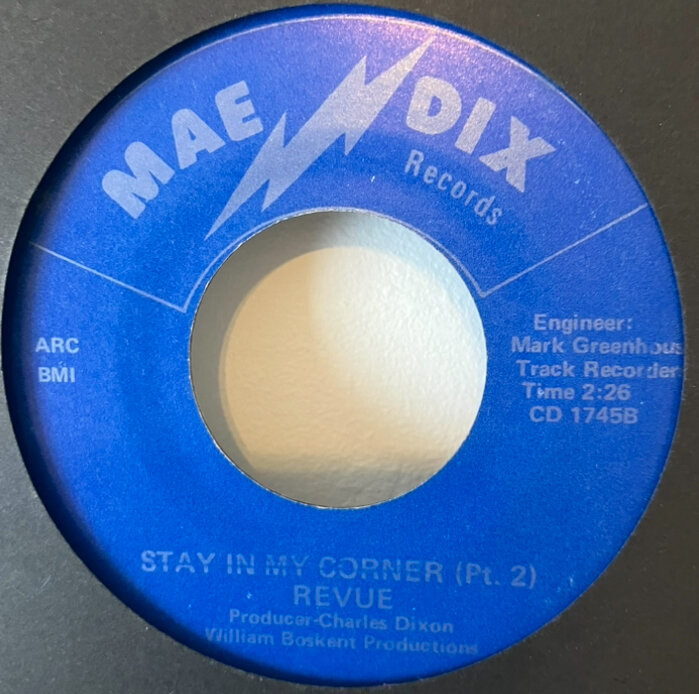 MAE DIX
Records
ARC
BMI
Engineer:
Mark Greenhous
Track Recorder
Time 2:26
CD 1745B
STAY IN MY CORNER (Pt. 2)
REVUE
Producer-Charles Dixon
William Boskent Productions